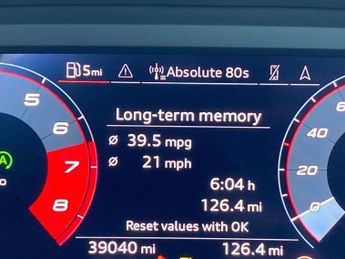 5mi Absolute 80s
Long-term memory
ø 39.5 mpg
ø 21 mph
6:04 h
126.4 mi
Reset values with OK
39040 mi 126.4 mi
5
6
7
8
A
40
20
0